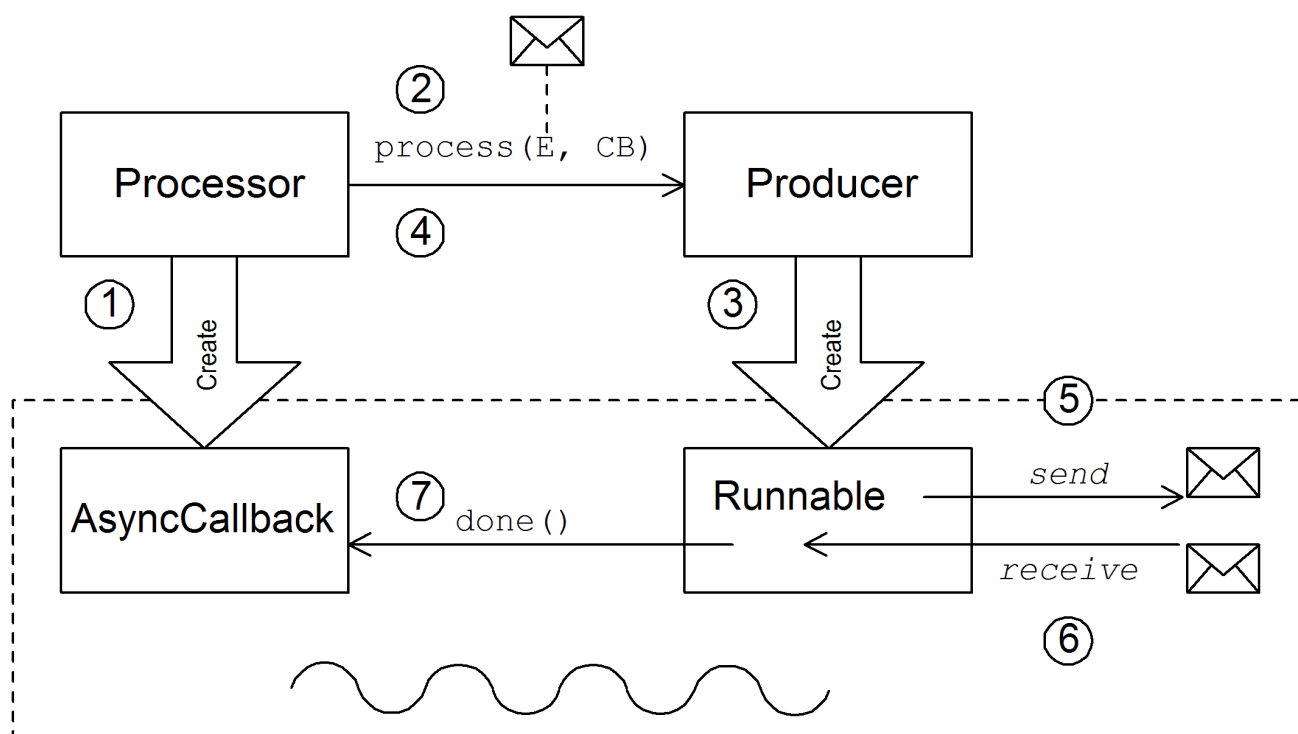 2
process(E, CB)
Processor
Producer
4
1
Create
3
Create
5
AsyncCallback
7
done()
Runnable
send
receive
6